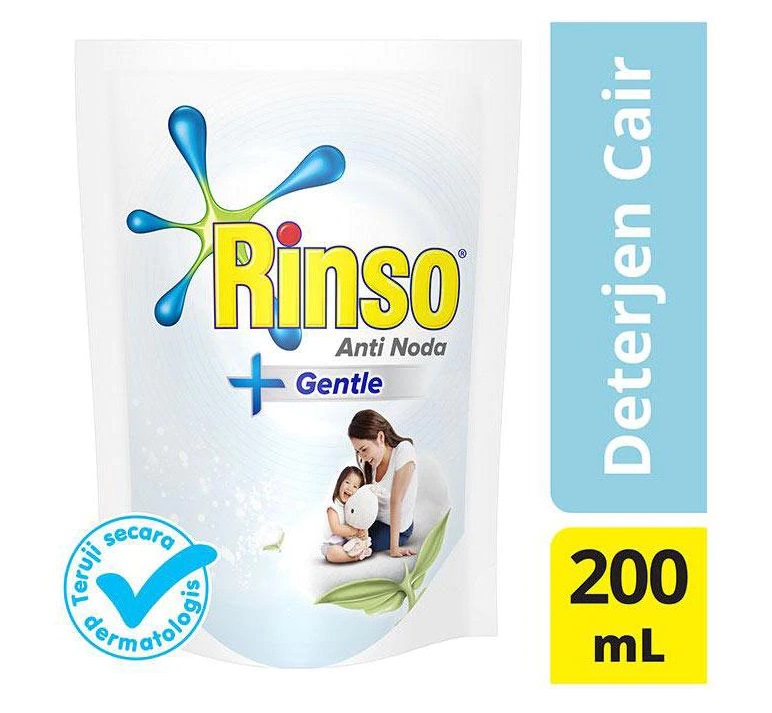 Rinso®
Anti Noda
+ Gentle
Teruji secara
dermatologis
Deterjen Cair
200
mL